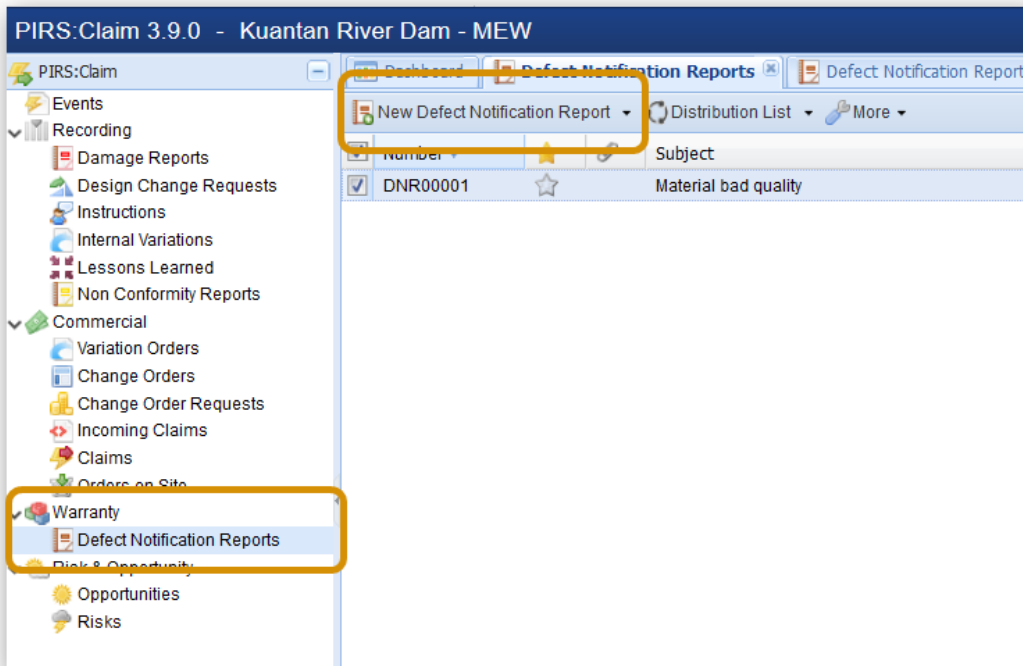 PIRS:Claim 3.9.0 - Kuantan River Dam - MEW
PIRS:Claim
Dashboard
Defect Notification Reports
Defect Notification Report
New Defect Notification Report
Distribution List
More
Number
Subject
DNR00001
Material bad quality
Events
Recording
Damage Reports
Design Change Requests
Instructions
Internal Variations
Lessons Learned
Non Conformity Reports
Commercial
Variation Orders
Change Orders
Change Order Requests
Incoming Claims
Claims
Orders on Site
Warranty
Defect Notification Reports
Risk & Opportunity
Opportunities
Risks